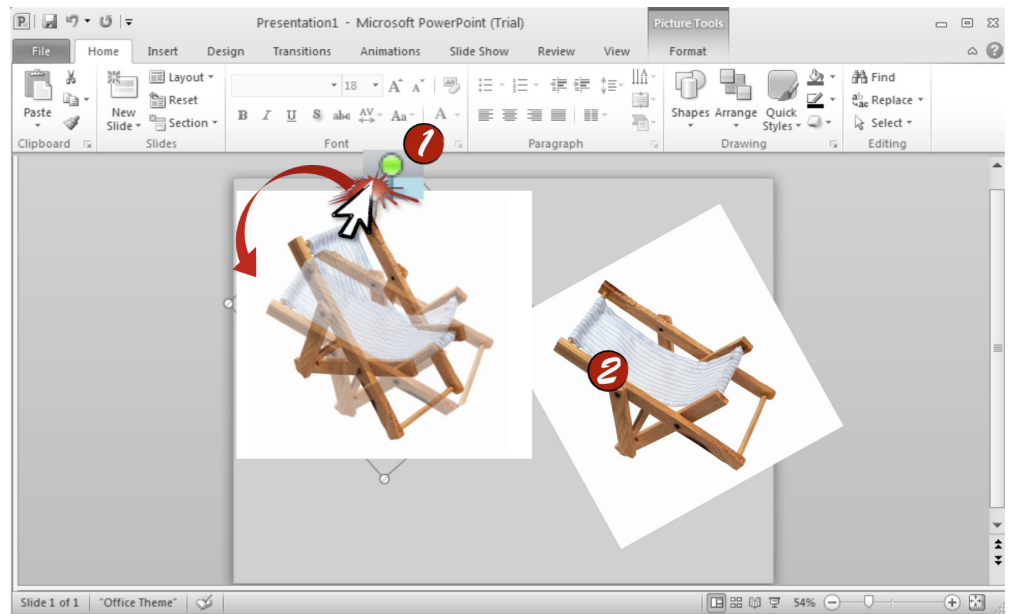 Presentation1 - Microsoft PowerPoint (Trial)
Picture Tools
File Home Insert Design Transitions Animations Slide Show Review View Format
Paste
New Slide
Layout
Reset
Section
18
B I U S abc AV Aa A
Shapes Arrange Quick Styles
Find
Replace
Select
Clipboard Slides Font Paragraph Drawing Editing
1
2
Slide 1 of 1 "Office Theme" 54%